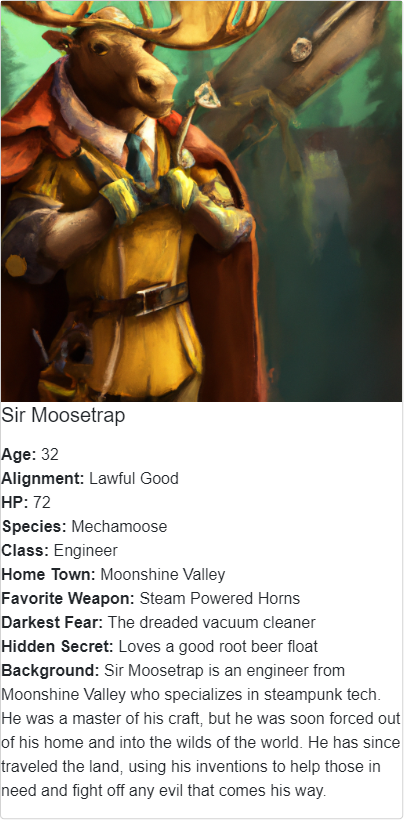 Sir Moosetrap
Age: 32
Alignment: Lawful Good
HP: 72
Species: Mechamoose
Class: Engineer
Home Town: Moonshine Valley
Favorite Weapon: Steam Powered Horns
Darkest Fear: The dreaded vacuum cleaner
Hidden Secret: Loves a good root beer float
Background: Sir Moosetrap is an engineer from
Moonshine Valley who specializes in steampunk tech.
He was a master of his craft, but he was soon forced out
of his home and into the wilds of the world. He has since
traveled the land, using his inventions to help those in
need and fight off any evil that comes his way.